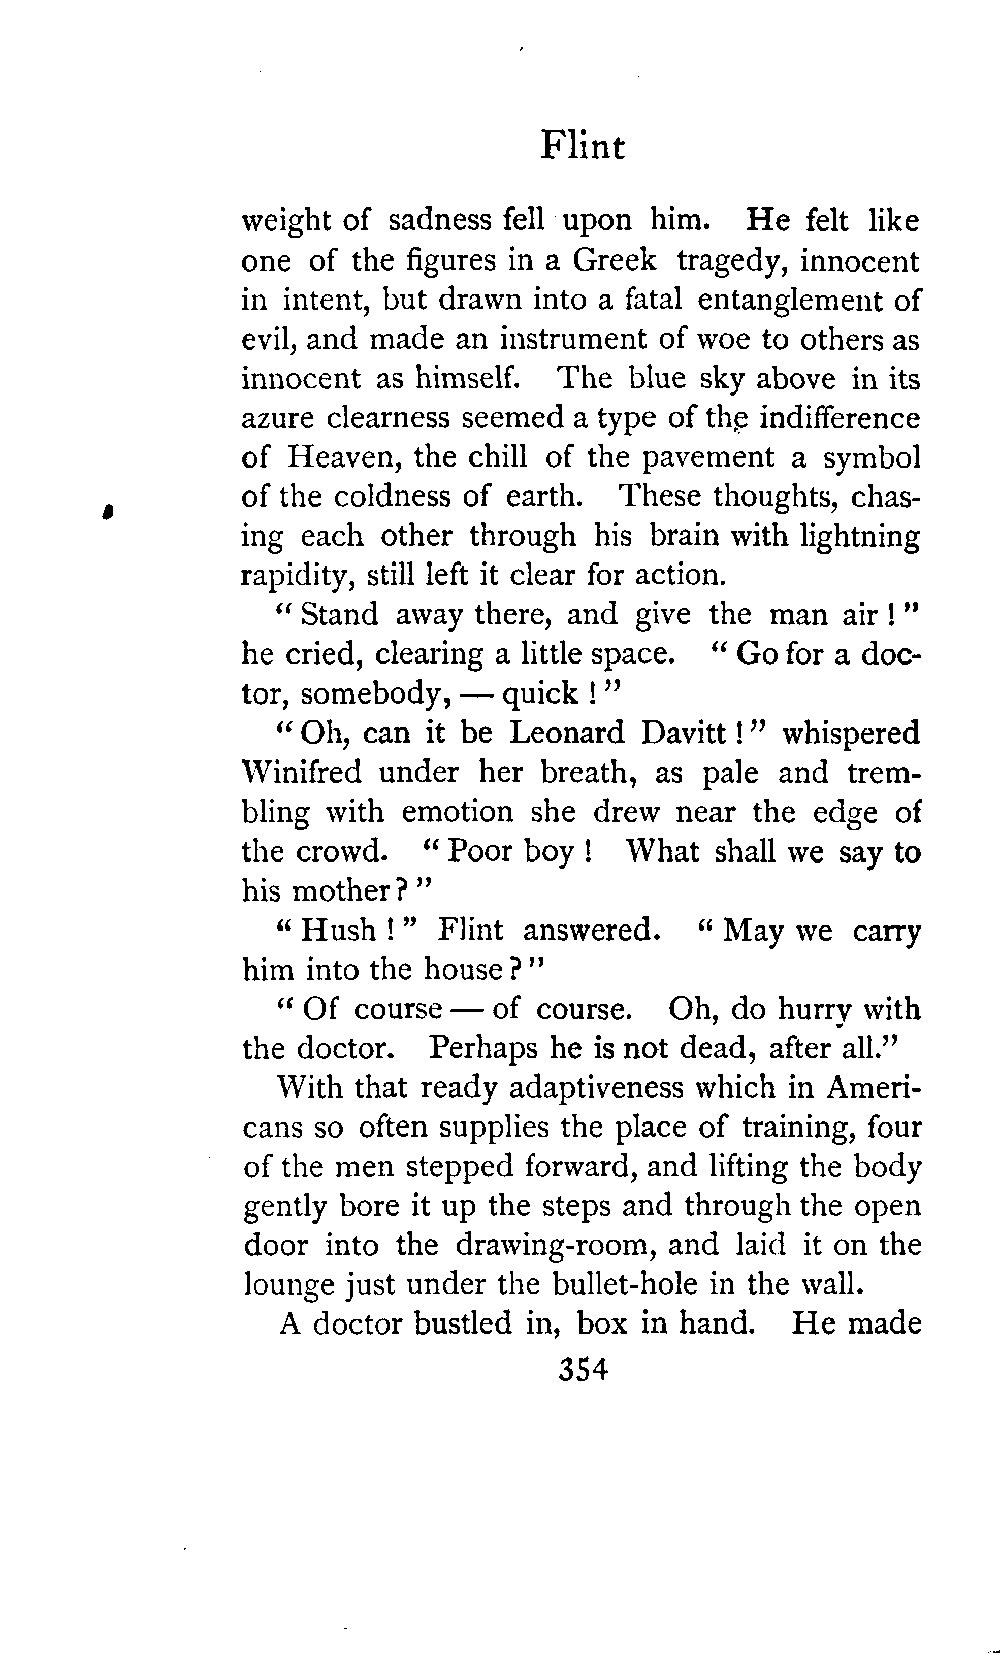 Flint
weight of sadness fell upon him. He felt like
one of the figures in a Greek tragedy, innocent
in intent, but drawn into a fatal entanglement of
evil, and made an instrument of woe to others as
innocent as himself. The blue sky above in its
azure clearness seemed a type of the indifference
of Heaven, the chill of the pavement a symbol
of the coldness of earth. These thoughts, chas-
ing each other through his brain with lightning
rapidity, still left it clear for action.
“ Stand away there, and give the man air ! ”
he cried, clearing a little space. “ Go for a doc-
tor, somebody, — quick ! ”
“ Oh, can it be Leonard Davitt ! ” whispered
Winifred under her breath, as pale and trem-
bling with emotion she drew near the edge of
the crowd. “ Poor boy ! What shall we say to
his mother ? ”
“ Hush ! ” Flint answered. “ May we carry
him into the house ? ”
“ Of course — of course. Oh, do hurry with
the doctor. Perhaps he is not dead, after all.”
With that ready adaptiveness which in Ameri-
cans so often supplies the place of training, four
of the men stepped forward, and lifting the body
gently bore it up the steps and through the open
door into the drawing-room, and laid it on the
lounge just under the bullet-hole in the wall.
A doctor bustled in, box in hand. He made
354